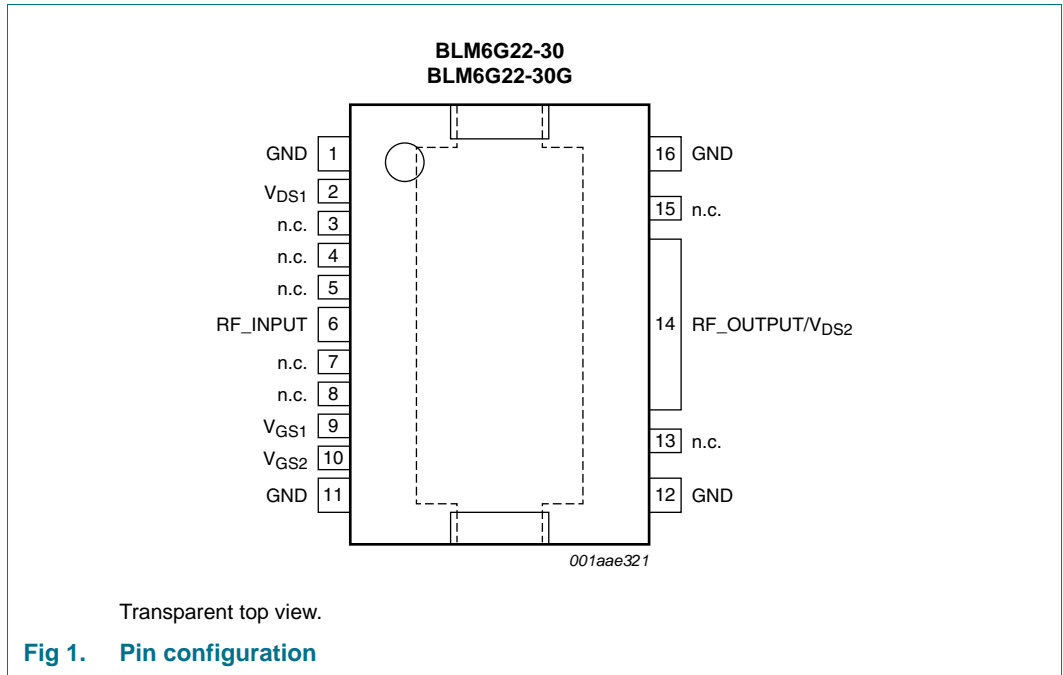 BLM6G22-30
BLM6G22-30G
GND 1
VDS1 2
n.c. 3
n.c. 4
n.c. 5
RF_INPUT 6
n.c. 7
n.c. 8
VGS1 9
VGS2 10
GND 11
16 GND
15 n.c.
14 RF_OUTPUT/VDS2
13 n.c.
12 GND
001aae321
Transparent top view.
Fig 1. Pin configuration